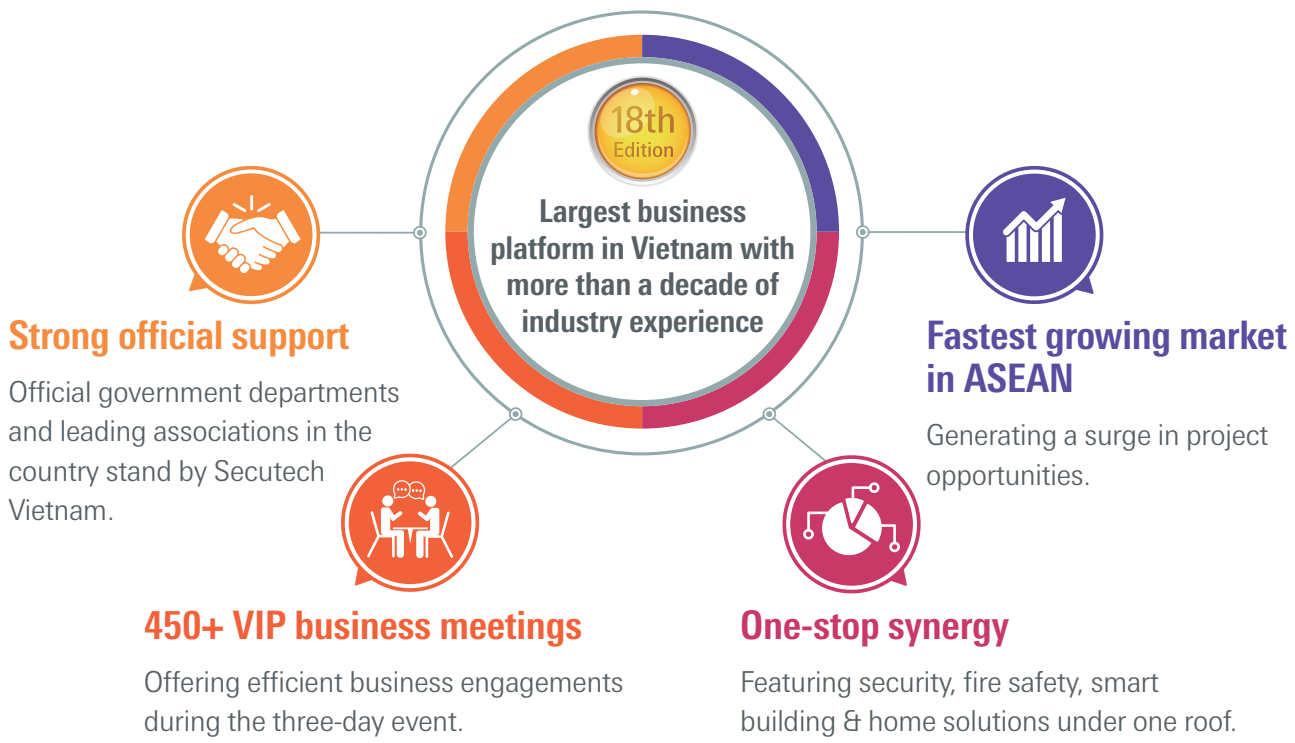 18th
Edition
Largest business
platform in Vietnam with
more than a decade of
industry experience
Strong official support
Official government departments
and leading associations in the
country stand by Secutech
Vietnam.
Fastest growing market
in ASEAN
Generating a surge in project
opportunities.
450+ VIP business meetings
Offering efficient business engagements
during the three-day event.
One-stop synergy
Featuring security, fire safety, smart
building & home solutions under one roof.